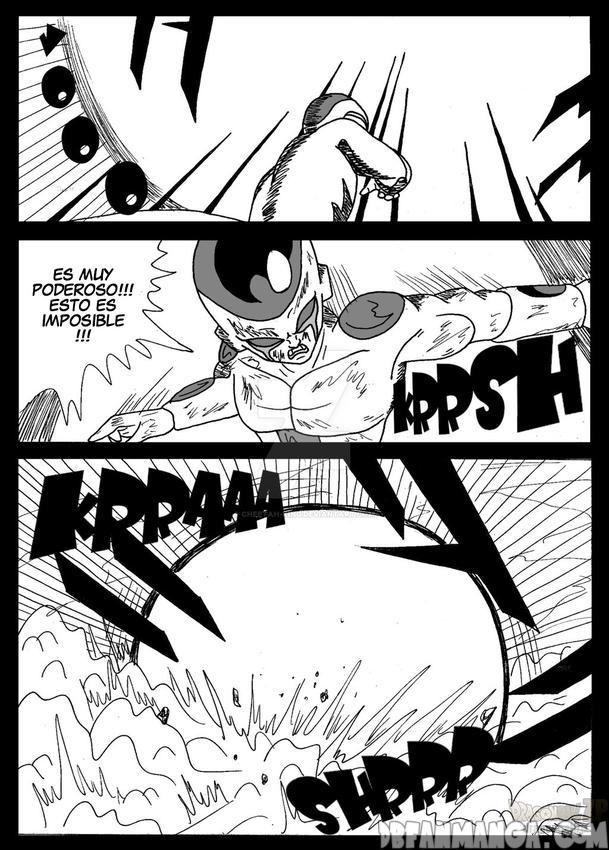 ES MUY
PODEROSO!!!
ESTO ES
IMPOSIBLE
!!!
KRRSH
KRRAAA
SHRRR
DBFANMANGA.COM